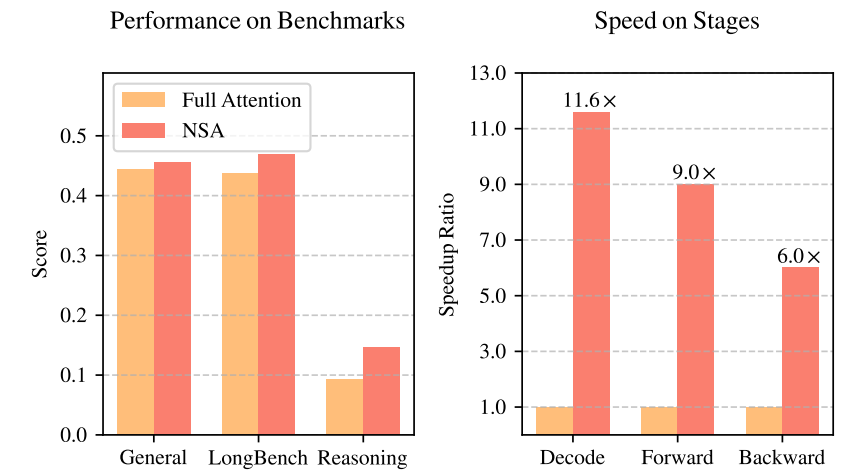 Performance on Benchmarks
Full Attention
NSA
0.5
0.4
0.3
0.2
0.1
0.0
Score
General LongBench Reasoning
Speed on Stages
13.0
11.0
9.0
7.0
5.0
3.0
1.0
Speedup Ratio
11.6×
9.0×
6.0×
Decode Forward Backward